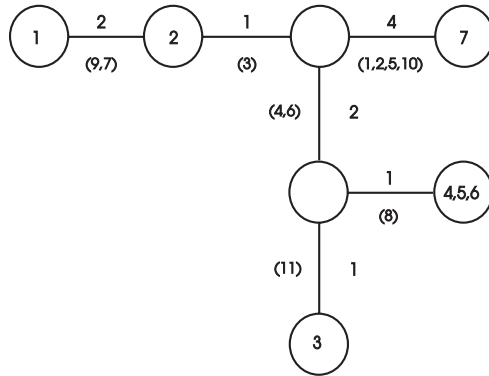 2 1 4
1 2 7
(9,7) (3) (1,2,5,10)
(4,6) 2
1
4,5,6
(8)
(11) 1
3